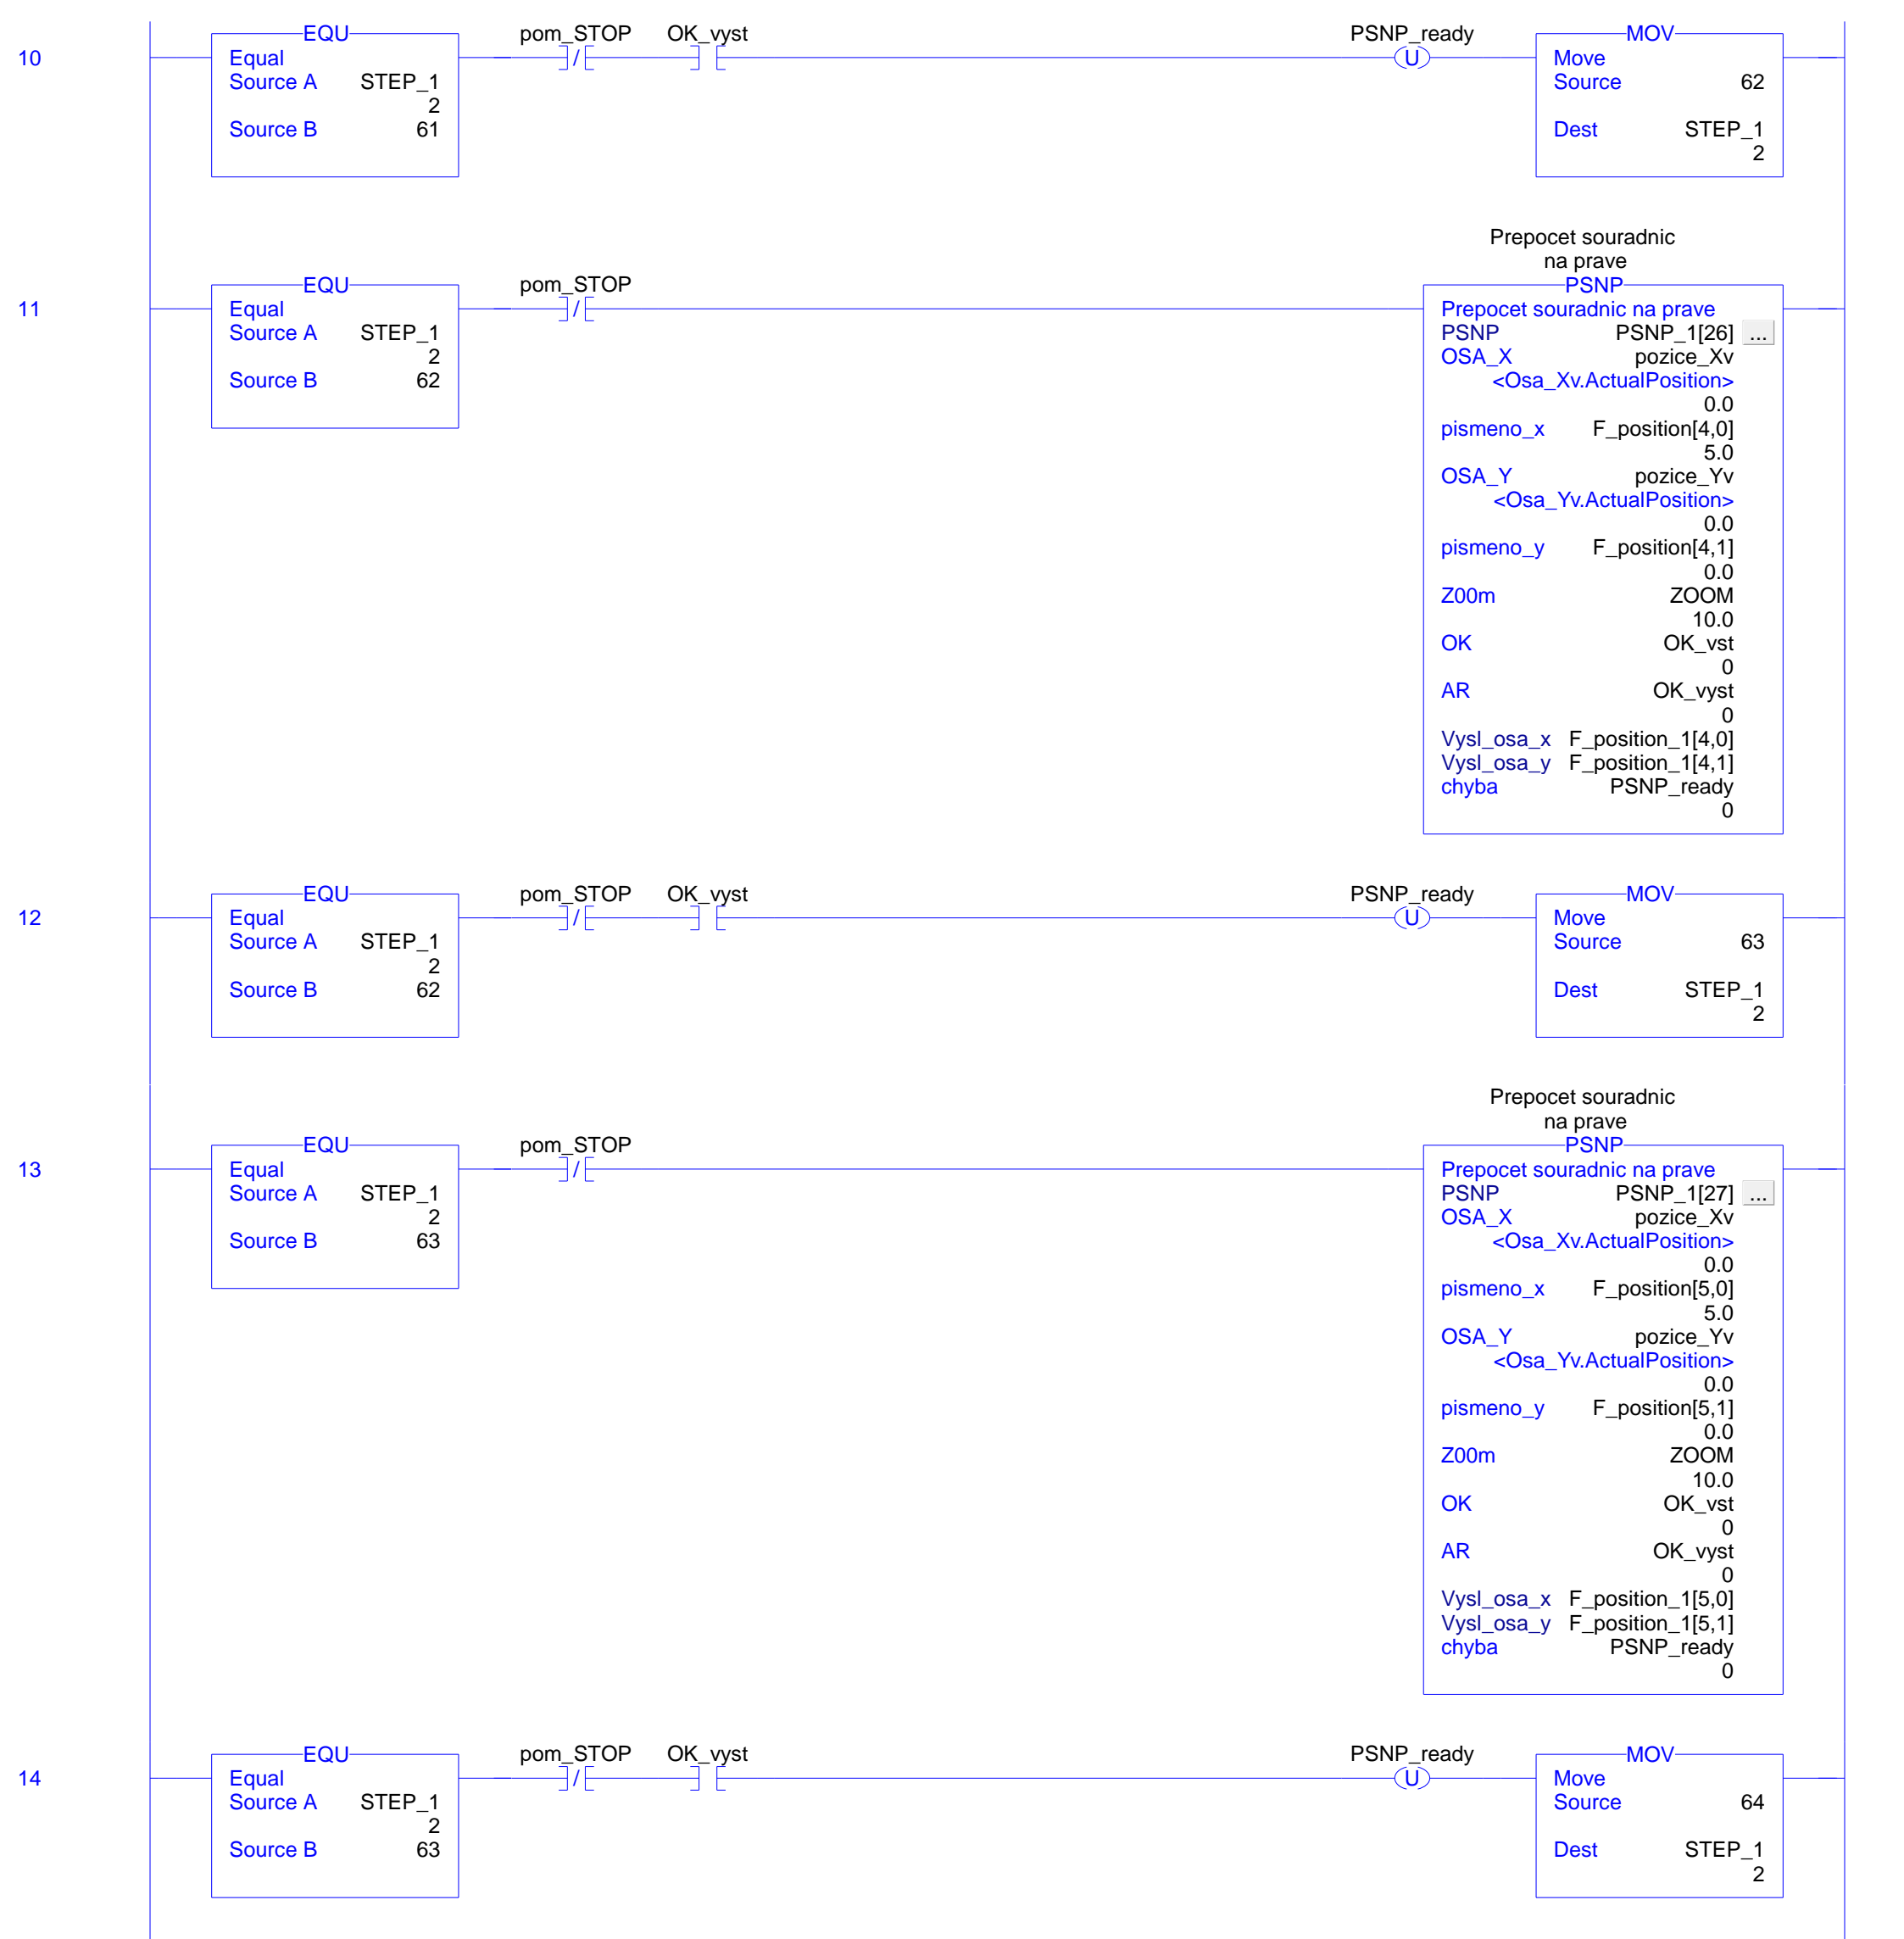 10
EQU
Equal
Source A STEP_1
2
Source B 61
pom_STOP OK_vyst
/
PSNP_ready
U
MOV
Move
Source 62
Dest STEP_1
2
11
EQU
Equal
Source A STEP_1
2
Source B 62
pom_STOP
/
Prepocet souradnic
na prave
PSNP
Prepocet souradnic na prave
PSNP PSNP_1[26] ...
OSA_X pozice_Xv
<Osa_Xv.ActualPosition>
0.0
pismeno_x F_position[4,0]
5.0
OSA_Y pozice_Yv
<Osa_Yv.ActualPosition>
0.0
pismeno_y F_position[4,1]
0.0
Z00m ZOOM
10.0
OK OK_vst
0
AR OK_vyst
0
Vysl_osa_x F_position_1[4,0]
Vysl_osa_y F_position_1[4,1]
chyba PSNP_ready
0
12
EQU
Equal
Source A STEP_1
2
Source B 62
pom_STOP OK_vyst
/
PSNP_ready
U
MOV
Move
Source 63
Dest STEP_1
2
13
EQU
Equal
Source A STEP_1
2
Source B 63
pom_STOP
/
Prepocet souradnic
na prave
PSNP
Prepocet souradnic na prave
PSNP PSNP_1[27] ...
OSA_X pozice_Xv
<Osa_Xv.ActualPosition>
0.0
pismeno_x F_position[5,0]
5.0
OSA_Y pozice_Yv
<Osa_Yv.ActualPosition>
0.0
pismeno_y F_position[5,1]
0.0
Z00m ZOOM
10.0
OK OK_vst
0
AR OK_vyst
0
Vysl_osa_x F_position_1[5,0]
Vysl_osa_y F_position_1[5,1]
chyba PSNP_ready
0
14
EQU
Equal
Source A STEP_1
2
Source B 63
pom_STOP OK_vyst
/
PSNP_ready
U
MOV
Move
Source 64
Dest STEP_1
2